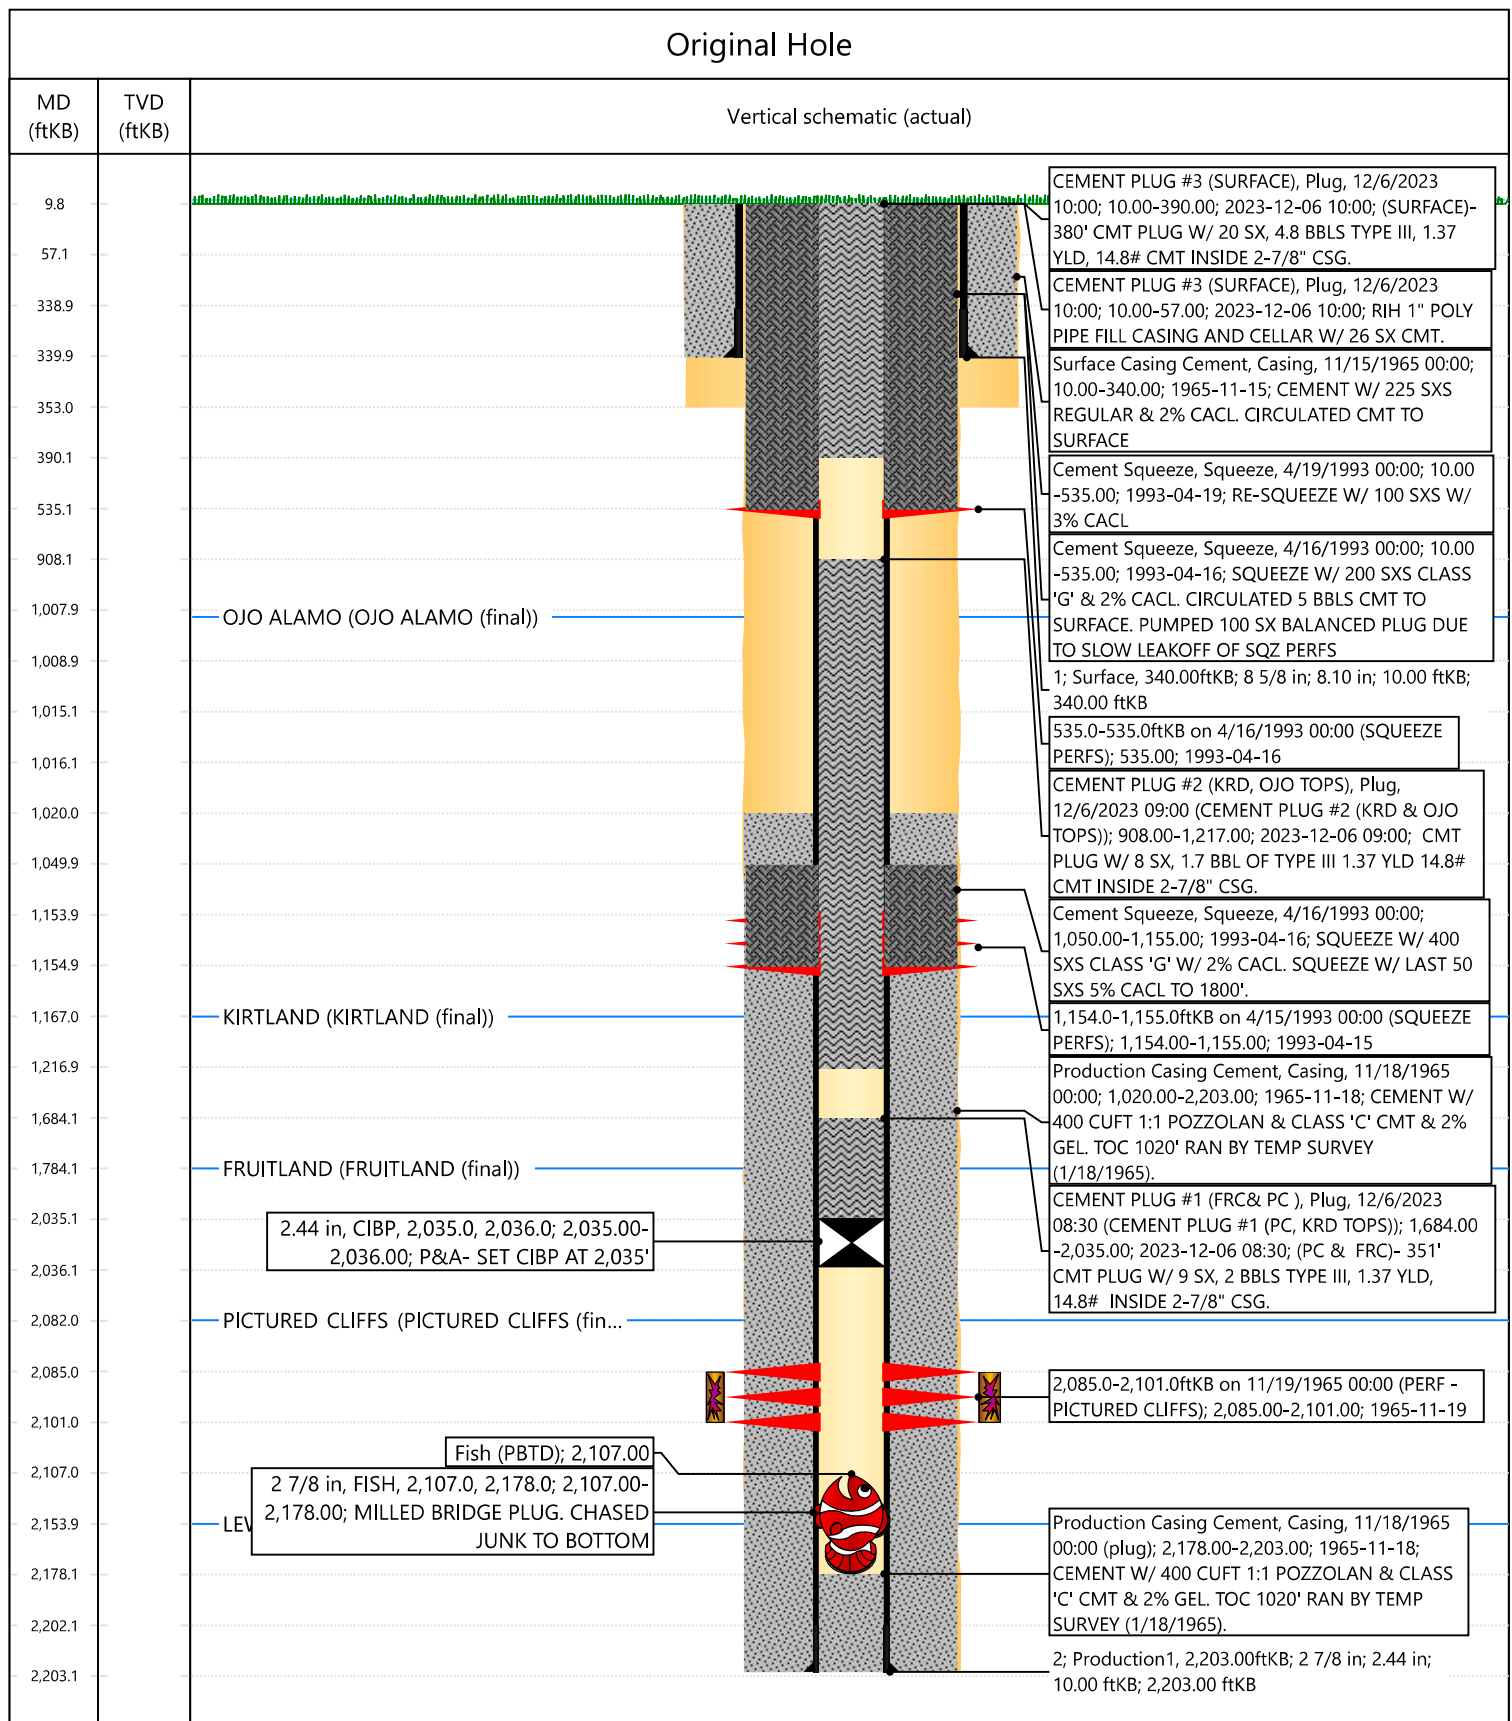 Original Hole
MD
(ftKB)
TVD
(ftKB)
Vertical schematic (actual)
9.8
57.1
338.9
339.9
353.0
390.1
535.1
908.1
1,007.9
1,008.9
1,015.1
1,016.1
1,020.0
1,049.9
1,153.9
1,154.9
1,167.0
1,216.9
1,684.1
1,784.1
2,035.1
2,036.1
2,082.0
2,085.0
2,101.0
2,107.0
2,153.9
2,178.1
2,202.1
2,203.1
OJO ALAMO (OJO ALAMO (final))
KIRTLAND (KIRTLAND (final))
FRUITLAND (FRUITLAND (final))
2.44 in, CIBP, 2,035.0, 2,036.0; 2,035.00-
2,036.00; P&A- SET CIBP AT 2,035'
PICTURED CLIFFS (PICTURED CLIFFS (fin...
Fish (PBTD); 2,107.00
2 7/8 in, FISH, 2,107.0, 2,178.0; 2,107.00-
2,178.00; MILLED BRIDGE PLUG. CHASED
JUNK TO BOTTOM
CEMENT PLUG #3 (SURFACE), Plug, 12/6/2023
10:00; 10.00-390.00; 2023-12-06 10:00; (SURFACE)-
380' CMT PLUG W/ 20 SX, 4.8 BBLS TYPE III, 1.37
YLD, 14.8# CMT INSIDE 2-7/8" CSG.
CEMENT PLUG #3 (SURFACE), Plug, 12/6/2023
10:00; 10.00-57.00; 2023-12-06 10:00; RIH 1" POLY
PIPE FILL CASING AND CELLAR W/ 26 SX CMT.
Surface Casing Cement, Casing, 11/15/1965 00:00;
10.00-340.00; 1965-11-15; CEMENT W/ 225 SXS
REGULAR & 2% CACL. CIRCULATED CMT TO
SURFACE
Cement Squeeze, Squeeze, 4/19/1993 00:00; 10.00
-535.00; 1993-04-19; RE-SQUEEZE W/ 100 SXS W/
3% CACL
Cement Squeeze, Squeeze, 4/16/1993 00:00; 10.00
-535.00; 1993-04-16; SQUEEZE W/ 200 SXS CLASS
'G' & 2% CACL. CIRCULATED 5 BBLS CMT TO
SURFACE. PUMPED 100 SX BALANCED PLUG DUE
TO SLOW LEAKOFF OF SQZ PERFS
1; Surface, 340.00ftKB; 8 5/8 in; 8.10 in; 10.00 ftKB;
340.00 ftKB
535.0-535.0ftKB on 4/16/1993 00:00 (SQUEEZE
PERFS); 535.00; 1993-04-16
CEMENT PLUG #2 (KRD, OJO TOPS), Plug,
12/6/2023 09:00 (CEMENT PLUG #2 (KRD & OJO
TOPS)); 908.00-1,217.00; 2023-12-06 09:00; CMT
PLUG W/ 8 SX, 1.7 BBL OF TYPE III 1.37 YLD 14.8#
CMT INSIDE 2-7/8" CSG.
Cement Squeeze, Squeeze, 4/16/1993 00:00;
1,050.00-1,155.00; 1993-04-16; SQUEEZE W/ 400
SXS CLASS 'G' W/ 2% CACL. SQUEEZE W/ LAST 50
SXS 5% CACL TO 1800'.
1,154.0-1,155.0ftKB on 4/15/1993 00:00 (SQUEEZE
PERFS); 1,154.00-1,155.00; 1993-04-15
Production Casing Cement, Casing, 11/18/1965
00:00; 1,020.00-2,203.00; 1965-11-18; CEMENT W/
400 CUFT 1:1 POZZOLAN & CLASS 'C' CMT & 2%
GEL. TOC 1020' RAN BY TEMP SURVEY
(1/18/1965).
CEMENT PLUG #1 (FRC& PC ), Plug, 12/6/2023
08:30 (CEMENT PLUG #1 (PC, KRD TOPS)); 1,684.00
-2,035.00; 2023-12-06 08:30; (PC & FRC)- 351'
CMT PLUG W/ 9 SX, 2 BBLS TYPE III, 1.37 YLD,
14.8# INSIDE 2-7/8" CSG.
2,085.0-2,101.0ftKB on 11/19/1965 00:00 (PERF -
PICTURED CLIFFS); 2,085.00-2,101.00; 1965-11-19
Production Casing Cement, Casing, 11/18/1965
00:00 (plug); 2,178.00-2,203.00; 1965-11-18;
CEMENT W/ 400 CUFT 1:1 POZZOLAN & CLASS
'C' CMT & 2% GEL. TOC 1020' RAN BY TEMP
SURVEY (1/18/1965).
2; Production1, 2,203.00ftKB; 2 7/8 in; 2.44 in;
10.00 ftKB; 2,203.00 ftKB